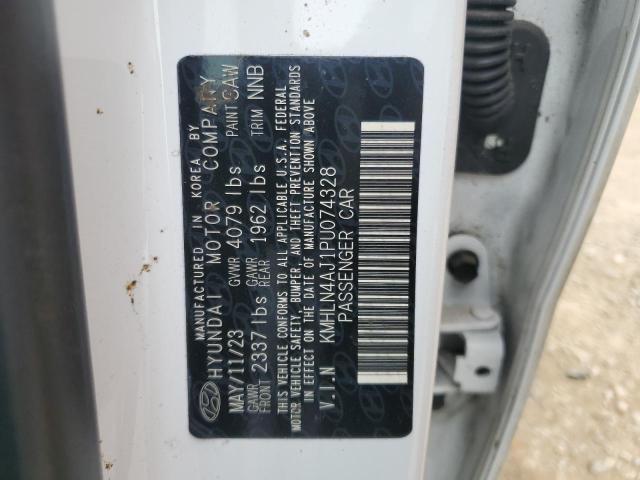 MANUFACTURED IN KOREA BY
HYUNDAI MOTOR COMPANY
MAY/11/23 GVWR 4079 lbs PAINT SAW
GAWR FRONT 2337 lbs GAWR REAR 1962 lbs TRIM NNB
THIS VEHICLE CONFORMS TO ALL APPLICABLE U.S.A. FEDERAL
MOTOR VEHICLE SAFETY, BUMPER, AND THEFT PREVENTION STANDARDS
IN EFFECT ON THE DATE OF MANUFACTURE SHOWN ABOVE
V.I.N KMHLN4AJ1PU074328
PASSENGER CAR